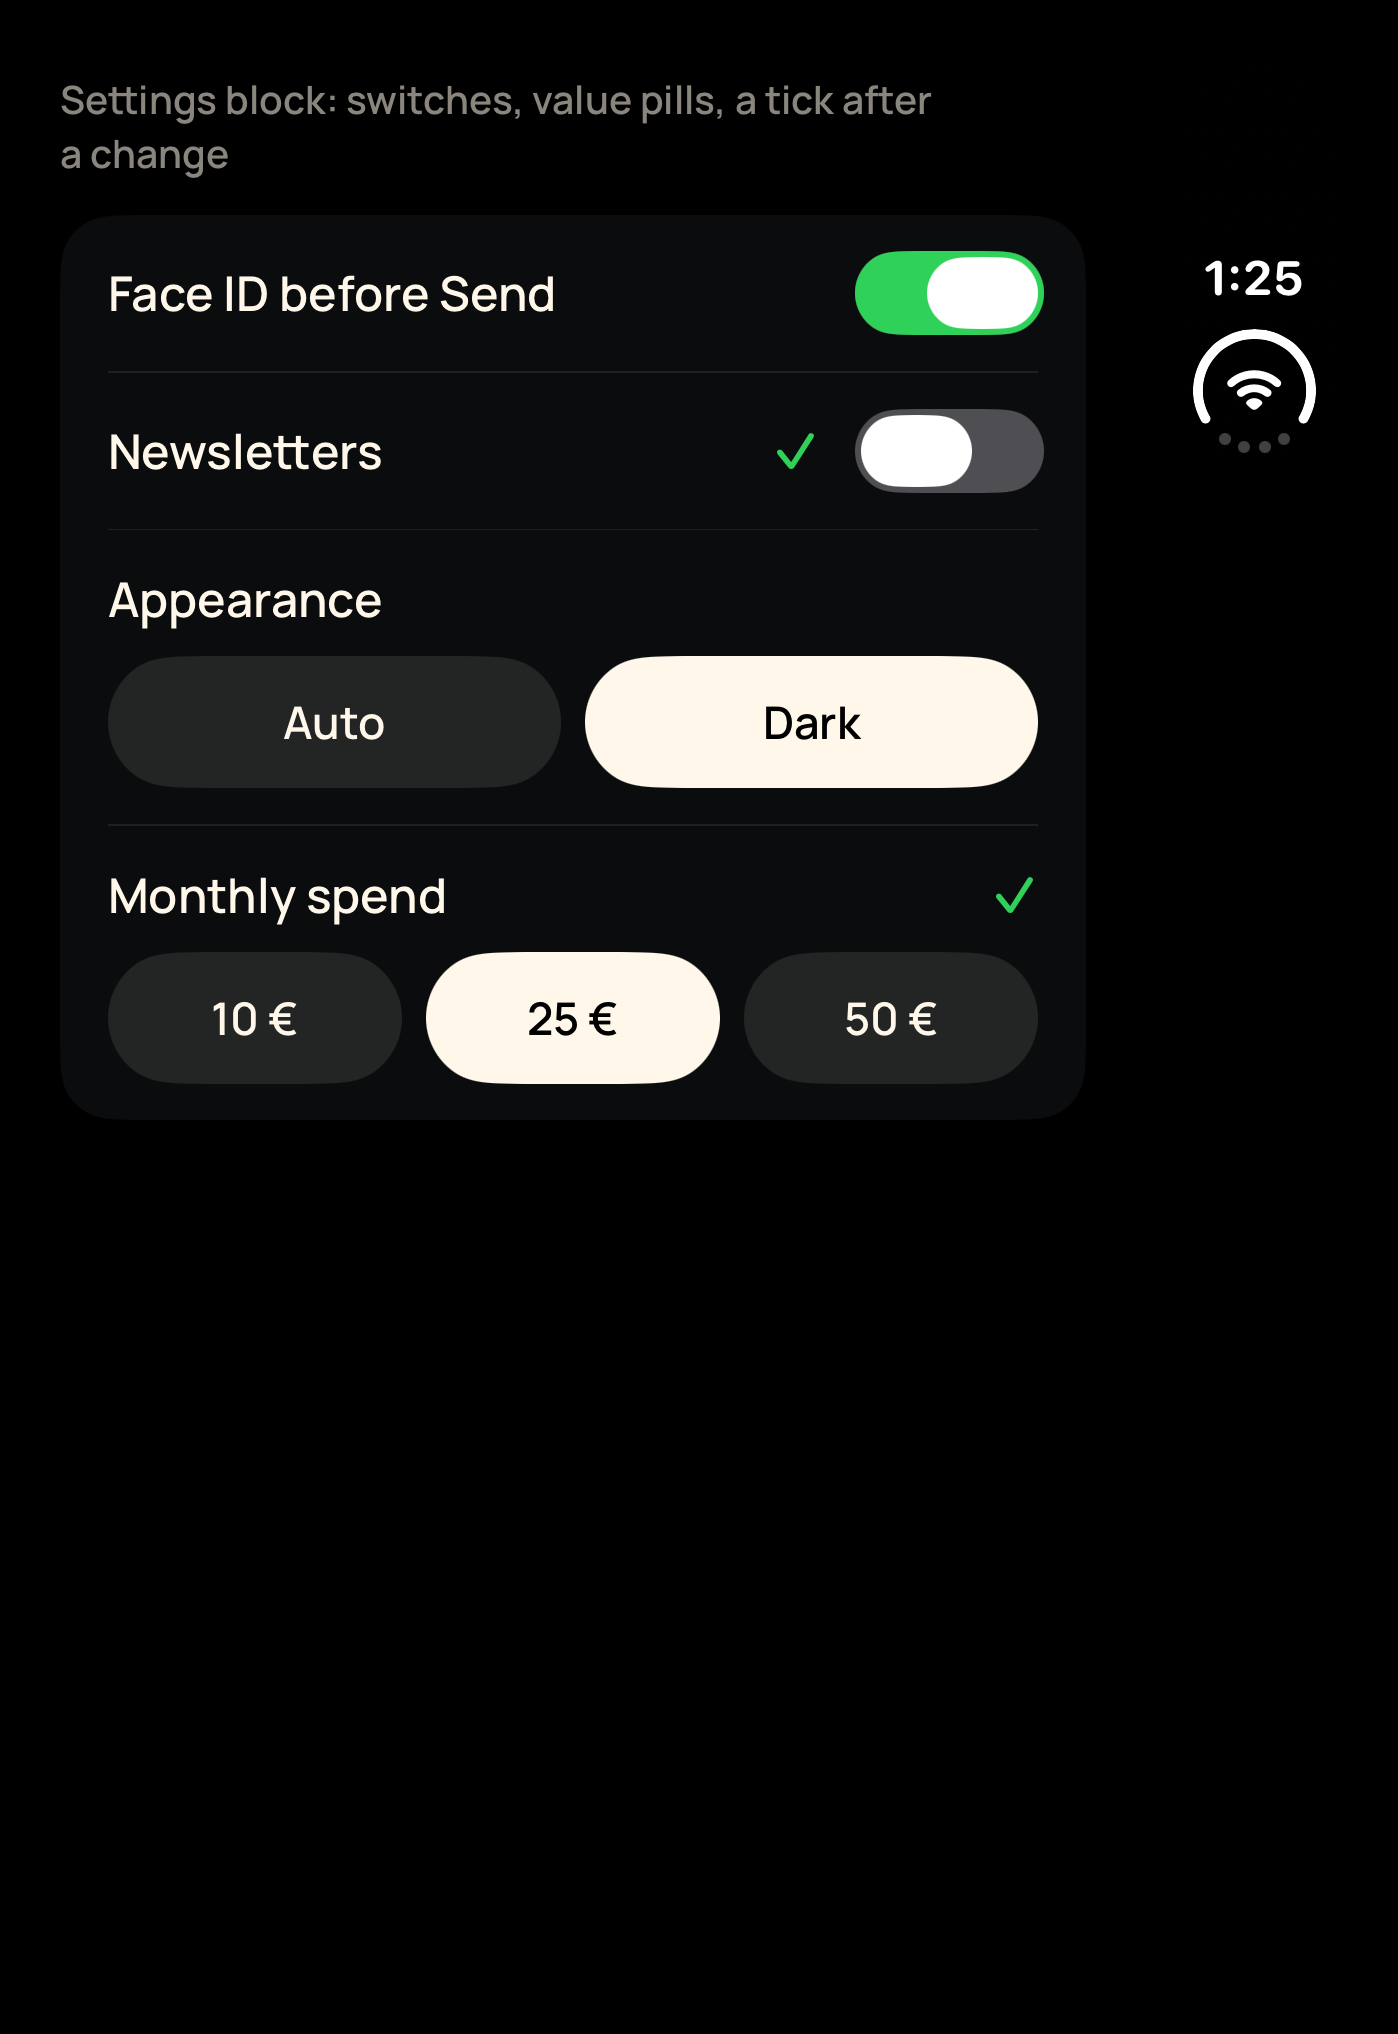 Settings block: switches, value pills, a tick after
a change
Face ID before Send
1:25
Newsletters
Appearance
Auto
Dark
Monthly spend
10 €
25 €
50 €